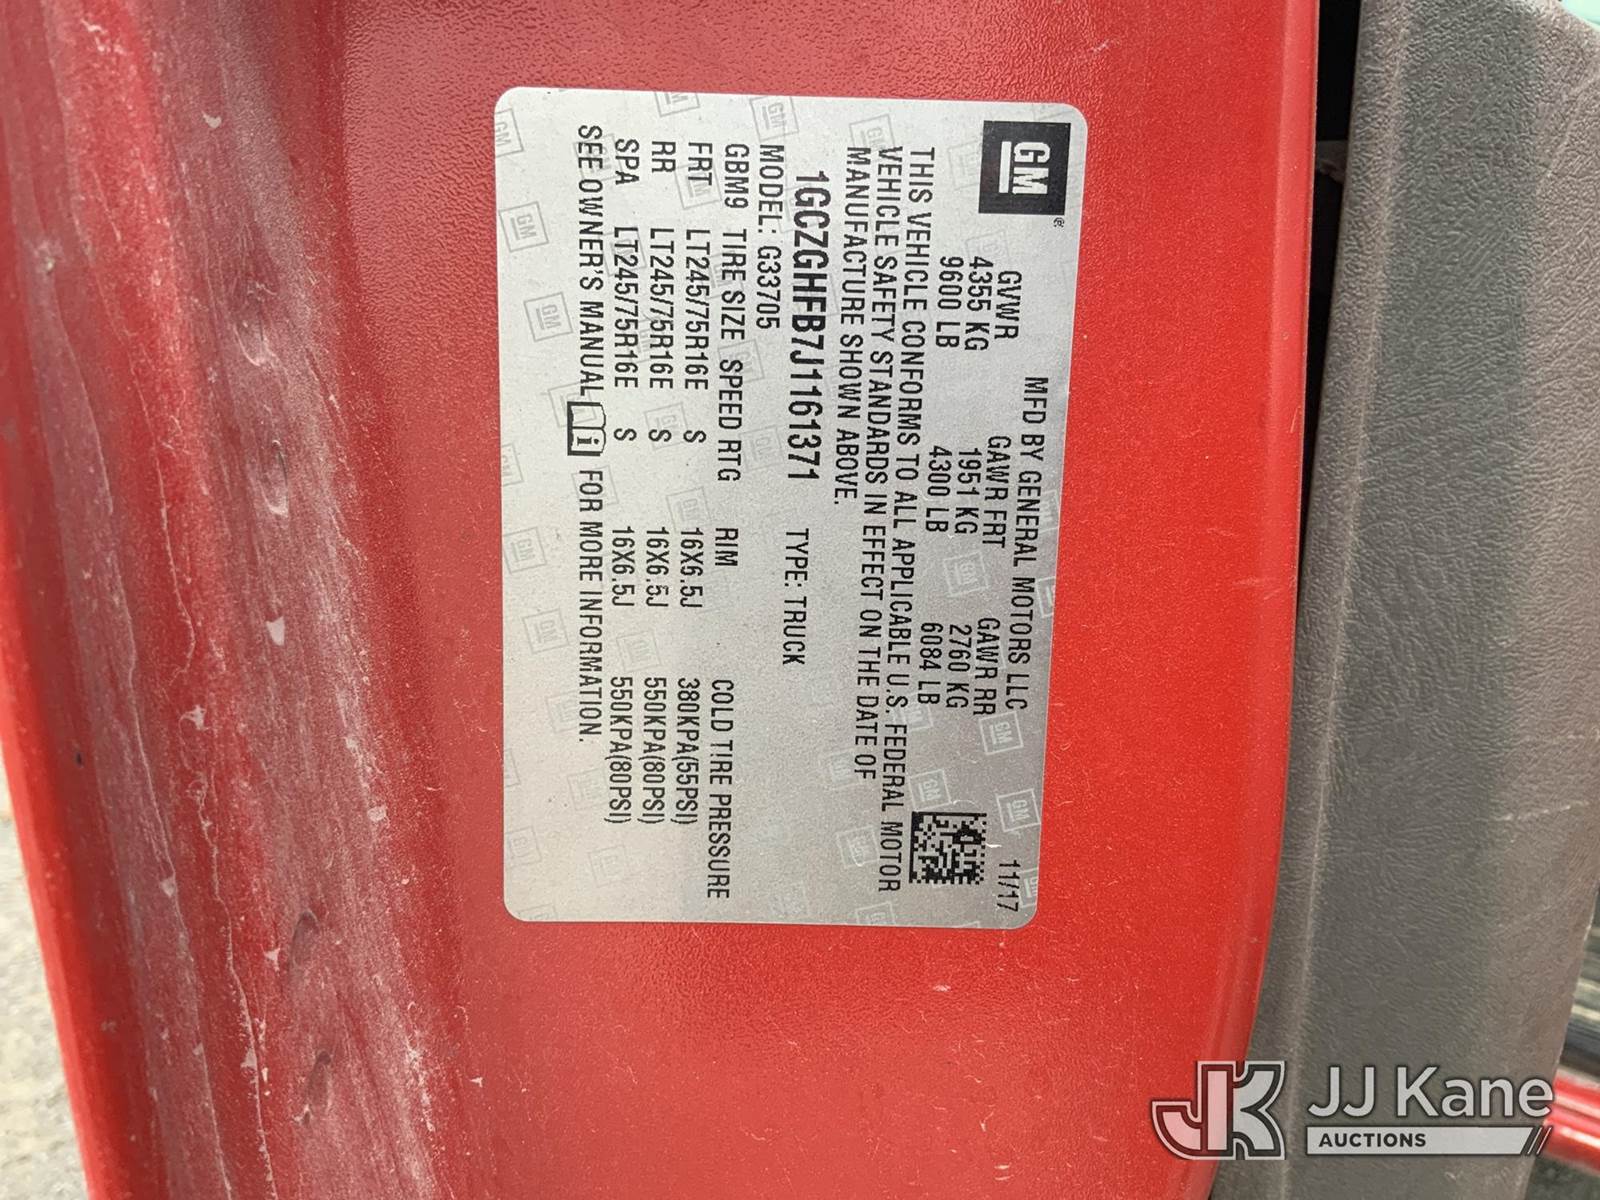 GM
®
MFD BY GENERAL MOTORS LLC 11/17
GVWR GAWR FRT GAWR RR
4355 KG 1951 KG 2760 KG
9600 LB 4300 LB 6084 LB
THIS VEHICLE CONFORMS TO ALL APPLICABLE U.S. FEDERAL MOTOR
VEHICLE SAFETY STANDARDS IN EFFECT ON THE DATE OF
MANUFACTURE SHOWN ABOVE.
1GCZGHFB7J1161371 TYPE: TRUCK
MODEL: G33705
GBM9 TIRE SIZE SPEED RTG RIM COLD TIRE PRESSURE
FRT LT245/75R16E S 16X6.5J 380KPA(55PSI)
RR LT245/75R16E S 16X6.5J 550KPA(80PSI)
SPA LT245/75R16E S 16X6.5J 550KPA(80PSI)
SEE OWNER'S MANUAL i FOR MORE INFORMATION.
JK JJ Kane
AUCTIONS